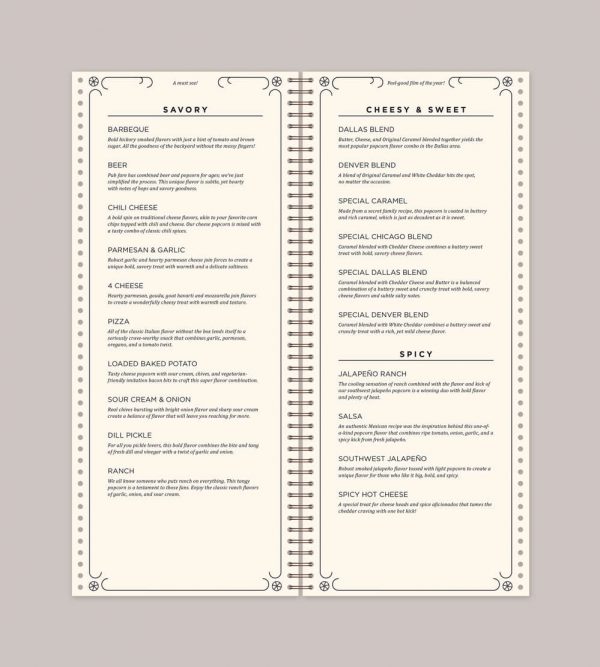 A must see!
SAVORY
BARBEQUE
Bold hickory smoked flavors with just a hint of tomato and brown
sugar. All the goodness of the backyard without the messy fingers!
BEER
Pub fare has combined beer and popcorn for ages; we've just
simplified the process. This unique flavor is subtle, yet hearty
with notes of hops and savory goodness.
CHILI CHEESE
A bold spin on traditional cheese flavors, akin to your favorite corn
chips topped with chili and cheese. Our cheese popcorn is mixed with
a tasty combo of classic chili spices.
PARMESAN & GARLIC
Robust garlic and hearty parmesan cheese join forces to create a
unique bold, savory treat with warmth and a delicate saltiness.
4 CHEESE
Hearty parmesan, gouda, goat havarti and mozzarella join flavors
to create a wonderfully cheesy treat with warmth and texture.
PIZZA
All of the classic Italian flavor without the box lends itself to a
seriously crave-worthy snack that combines garlic, parmesan,
oregano, and a tomato twist.
LOADED BAKED POTATO
Tasty cheese popcorn with sour cream, chives, and vegetarian-
friendly imitation bacon bits to craft this super flavor combination.
SOUR CREAM & ONION
Real chives bursting with bright onion flavor and sharp sour cream
create a balance of flavor that will leave you reaching for more.
DILL PICKLE
For all you pickle lovers, this bold flavor combines the bite and tang
of fresh dill and vinegar with a twist of garlic and onion.
RANCH
We all know someone who puts ranch on everything. This tangy
popcorn is a testament to those fans. Enjoy the classic ranch flavors
of garlic, onion, and sour cream.
Feel-good film of the year!
CHEESY & SWEET
DALLAS BLEND
Butter, Cheese, and Original Caramel blended together yields the
most popular popcorn flavor combo in the Dallas area.
DENVER BLEND
A blend of Original Caramel and White Cheddar hits the spot,
no matter the occasion.
SPECIAL CARAMEL
Made from a secret family recipe, this popcorn is coated in buttery
and rich caramel, which is just as decadent as it is sweet.
SPECIAL CHICAGO BLEND
Caramel blended with Cheddar Cheese combines a buttery sweet
treat with bold, savory cheese flavors.
SPECIAL DALLAS BLEND
Caramel blended with Cheddar Cheese and Butter is a balanced
combination of a buttery sweet and crunchy treat with bold, savory
cheese flavors and subtle salty notes.
SPECIAL DENVER BLEND
Caramel blended with White Cheddar combines a buttery sweet and
crunchy treat with a rich, yet mild cheese flavor.
SPICY
JALAPEÑO RANCH
The cooling sensation of ranch combined with the flavor and kick of
our southwest jalapeño popcorn is a winning duo with bold flavor
and plenty of heat.
SALSA
An authentic Mexican recipe was the inspiration behind this one-of-
a-kind popcorn flavor that combines ripe tomato, onion, garlic, and a
spicy kick from fresh jalapeño.
SOUTHWEST JALAPEÑO
Robust smoked jalapeño flavor tossed with light popcorn to create a
unique flavor for those who like it big, bold, and spicy.
SPICY HOT CHEESE
A special treat for cheese heads and spice aficionados that tames the
cheddar craving with one hot kick!